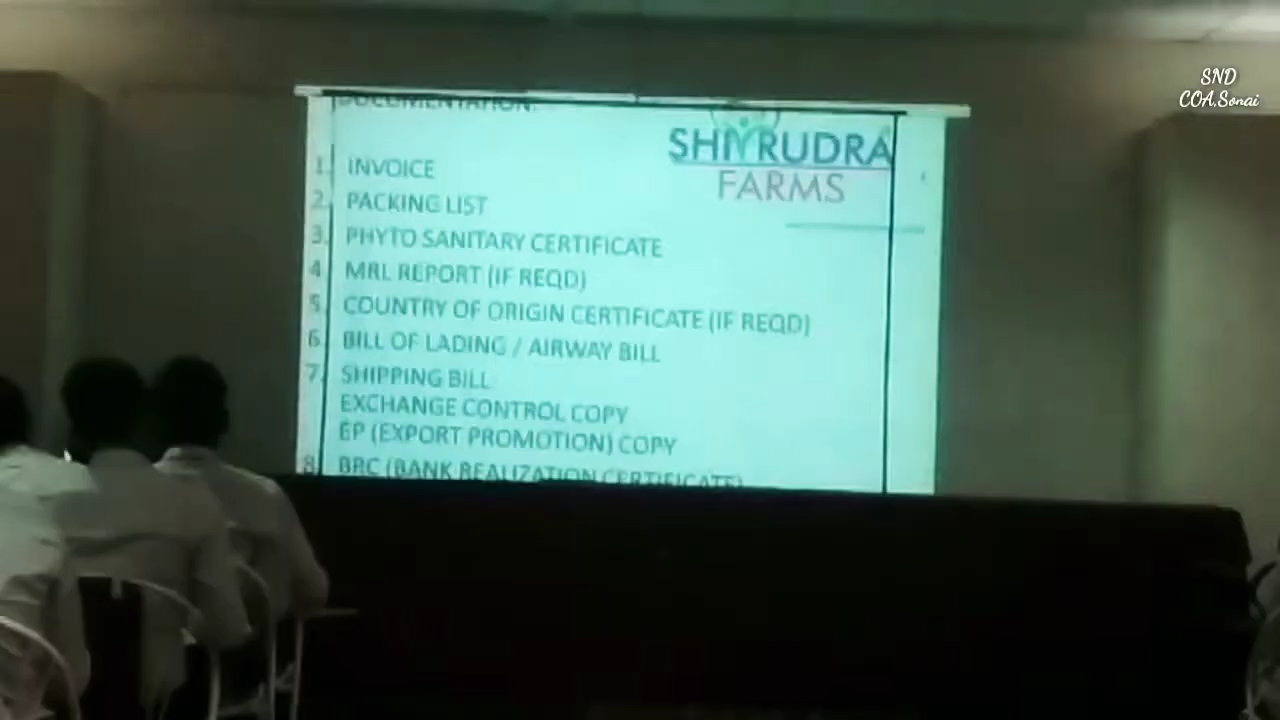 SND
COA,Sonai
DOCUMENTATION:
SHIVRUDRA
FARMS
1. INVOICE
2. PACKING LIST
3. PHYTO SANITARY CERTIFICATE
4 MRL REPORT (IF REQD)
5. COUNTRY OF ORIGIN CERTIFICATE (IF REQD)
6. BILL OF LADING / AIRWAY BILL
7. SHIPPING BILL
EXCHANGE CONTROL COPY
EP (EXPORT PROMOTION) COPY
8. BRC (BANK REALIZATION CERTIFICATE)